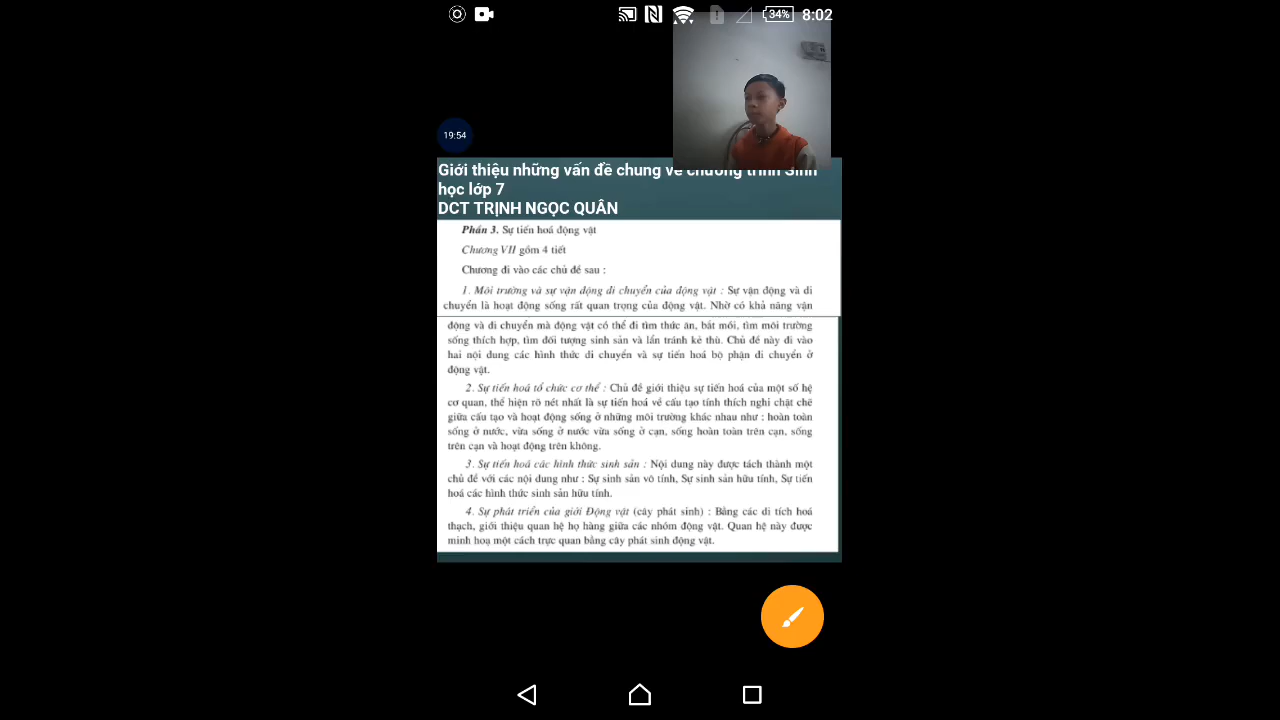 34% 8:02
19:54
Giới thiệu những vấn đề chung về chương trình Sinh
học lớp 7
DCT TRỊNH NGỌC QUÂN
Phần 3. Sự tiến hoá động vật
Chương VII gồm 4 tiết
Chương đi vào các chủ đề sau :
1. Môi trường và sự vận động di chuyển của động vật : Sự vận động và di
chuyển là hoạt động sống rất quan trọng của động vật. Nhờ có khả năng vận
động và di chuyển mà động vật có thể đi tìm thức ăn, bắt mồi, tìm môi trường
sống thích hợp, tìm đối tượng sinh sản và lẩn tránh kẻ thù. Chủ đề này đi vào
hai nội dung các hình thức di chuyển và sự tiến hoá bộ phận di chuyển ở
động vật.
2. Sự tiến hoá tổ chức cơ thể : Chủ đề giới thiệu sự tiến hoá của một số hệ
cơ quan, thể hiện rõ nét nhất là sự tiến hoá về cấu tạo tính thích nghi chặt chẽ
giữa cấu tạo và hoạt động sống ở những môi trường khác nhau như : hoàn toàn
sống ở nước, vừa sống ở nước vừa sống ở cạn, sống hoàn toàn trên cạn, sống
trên cạn và hoạt động trên không.
3. Sự tiến hoá các hình thức sinh sản : Nội dung này được tách thành một
chủ đề với các nội dung như : Sự sinh sản vô tính, Sự sinh sản hữu tính, Sự tiến
hoá các hình thức sinh sản hữu tính.
4. Sự phát triển của giới Động vật (cây phát sinh) : Bằng các di tích hoá
thạch, giới thiệu quan hệ họ hàng giữa các nhóm động vật. Quan hệ này được
minh hoạ một cách trực quan bằng cây phát sinh động vật.